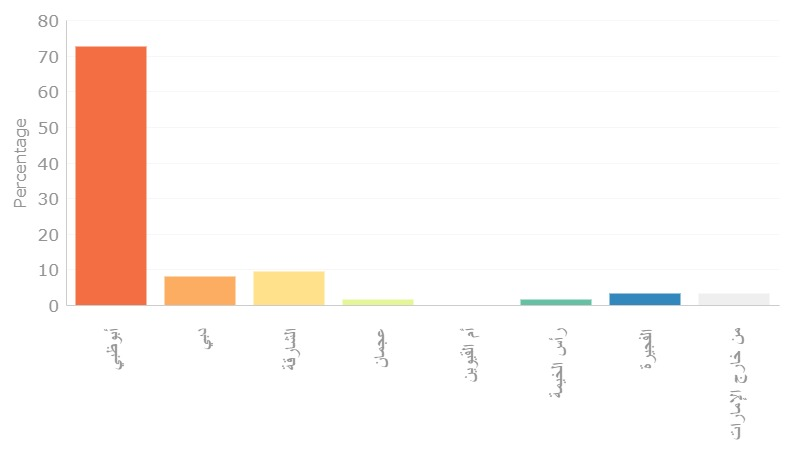 80
70
60
50
40
30
20
10
0
Percentage
أبوظبي
دبي
الشارقة
عجمان
أم القيوين
رأس الخيمة
الفجيرة
من خارج الإمارات